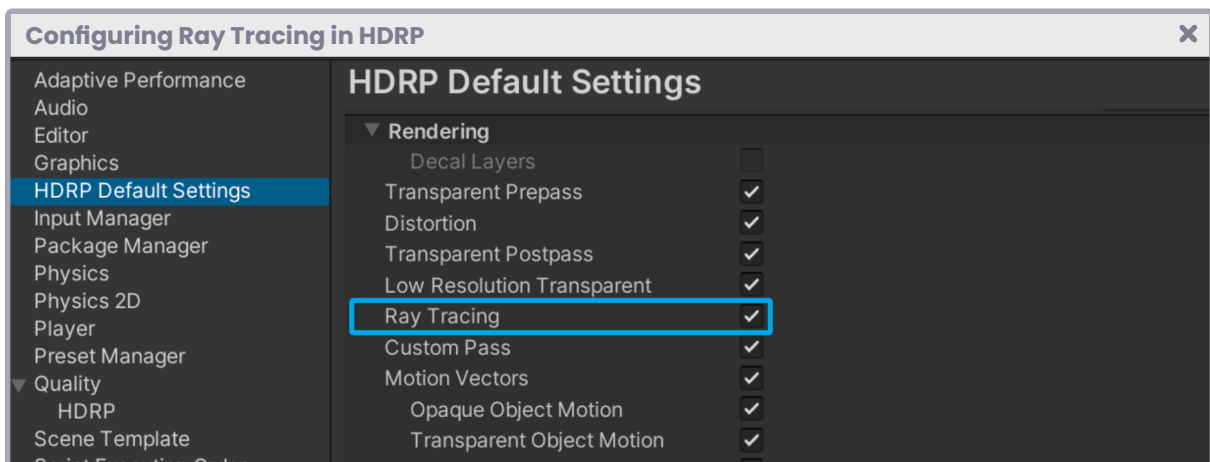 Configuring Ray Tracing in HDRP
Adaptive Performance
Audio
Editor
Graphics
HDRP Default Settings
Input Manager
Package Manager
Physics
Physics 2D
Player
Preset Manager
Quality
HDRP
Scene Template
HDRP Default Settings
Rendering
Decal Layers
Transparent Prepass
Distortion
Transparent Postpass
Low Resolution Transparent
Ray Tracing
Custom Pass
Motion Vectors
Opaque Object Motion
Transparent Object Motion